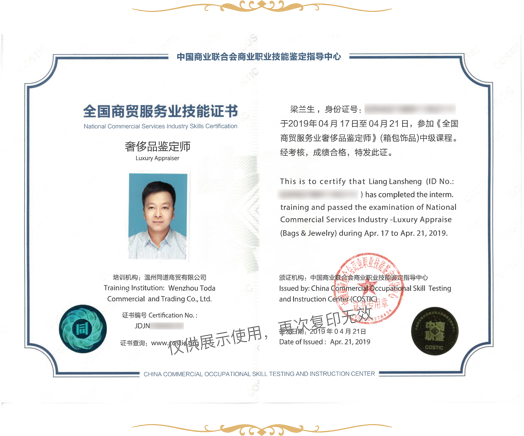 中国商业联合会商业职业技能鉴定指导中心
全国商贸服务业技能证书
National Commercial Services Industry Skills Certification
奢侈品鉴定师
Luxury Appraiser
培训机构：温州同道商贸有限公司
Training Institution: Wenzhou Toda
Commercial and Trading Co., Ltd.
证书编号 Certification No. :
JDJN
证书查询：
梁兰生，身份证号：
于2019年04月17日至04月21日，参加《全国
商贸服务业奢侈品鉴定师》(箱包饰品)中级课程。
经考核，成绩合格，特发此证。
This is to certify that Liang Lansheng (ID No.:
) has completed the interm.
training and passed the examination of National
Commercial Services Industry -Luxury Appraise
(Bags & Jewelry) during Apr. 17 to Apr. 21, 2019.
颁证机构：中国商业联合会商业职业技能鉴定指导中心
Issued by: China Commercial Occupational Skill Testing
and Instruction Center (COSTIC)
2019年04月21日
Date of Issued : Apr. 21, 2019
仅供展示使用，再次复印无效
同
中商
职鉴
COSTIC
CHINA COMMERCIAL OCCUPATIONAL SKILL TESTING AND INSTRUCTION CENTER